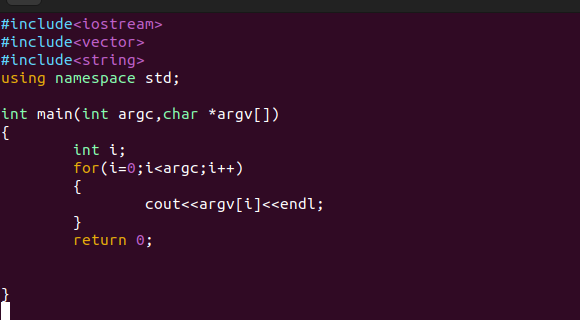 #include<iostream>
#include<vector>
#include<string>
using namespace std;

int main(int argc,char *argv[])
{
        int i;
        for(i=0;i<argc;i++)
        {
                cout<<argv[i]<<endl;
        }
        return 0;


}